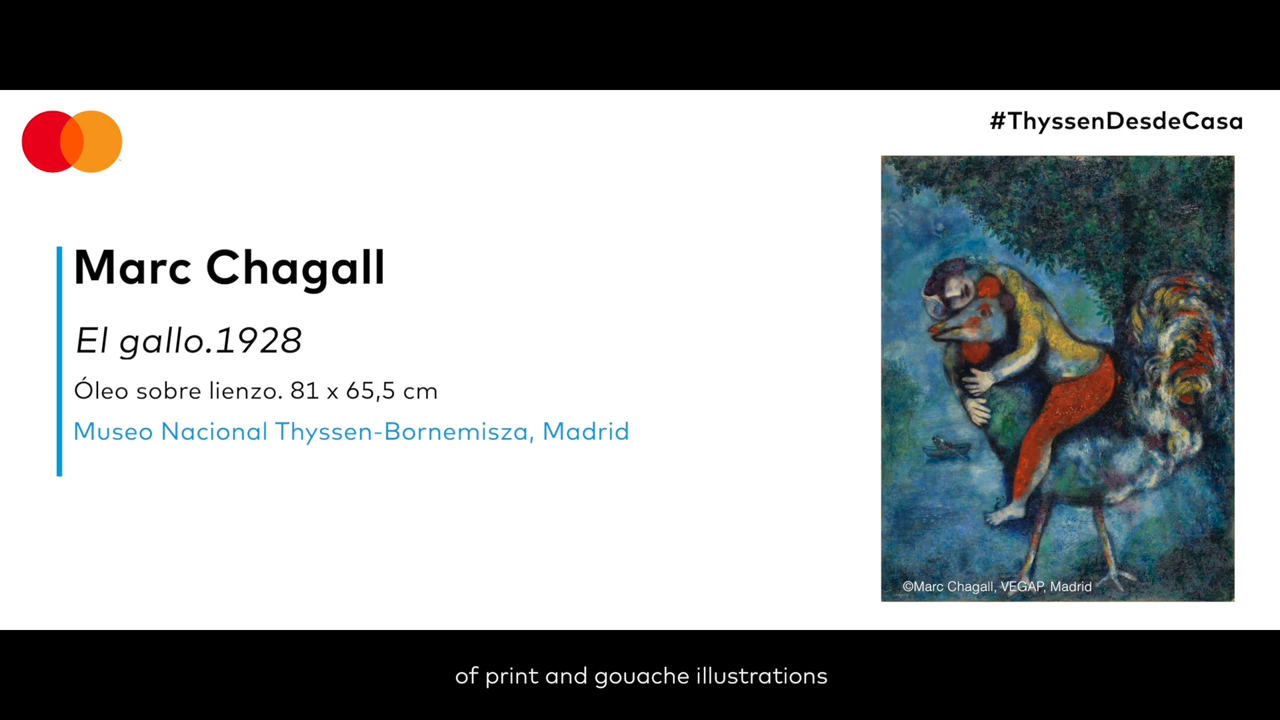 #ThyssenDesdeCasa
Marc Chagall
El gallo.1928
Óleo sobre lienzo. 81 x 65,5 cm
Museo Nacional Thyssen-Bornemisza, Madrid
©Marc Chagall, VEGAP, Madrid
of print and gouache illustrations